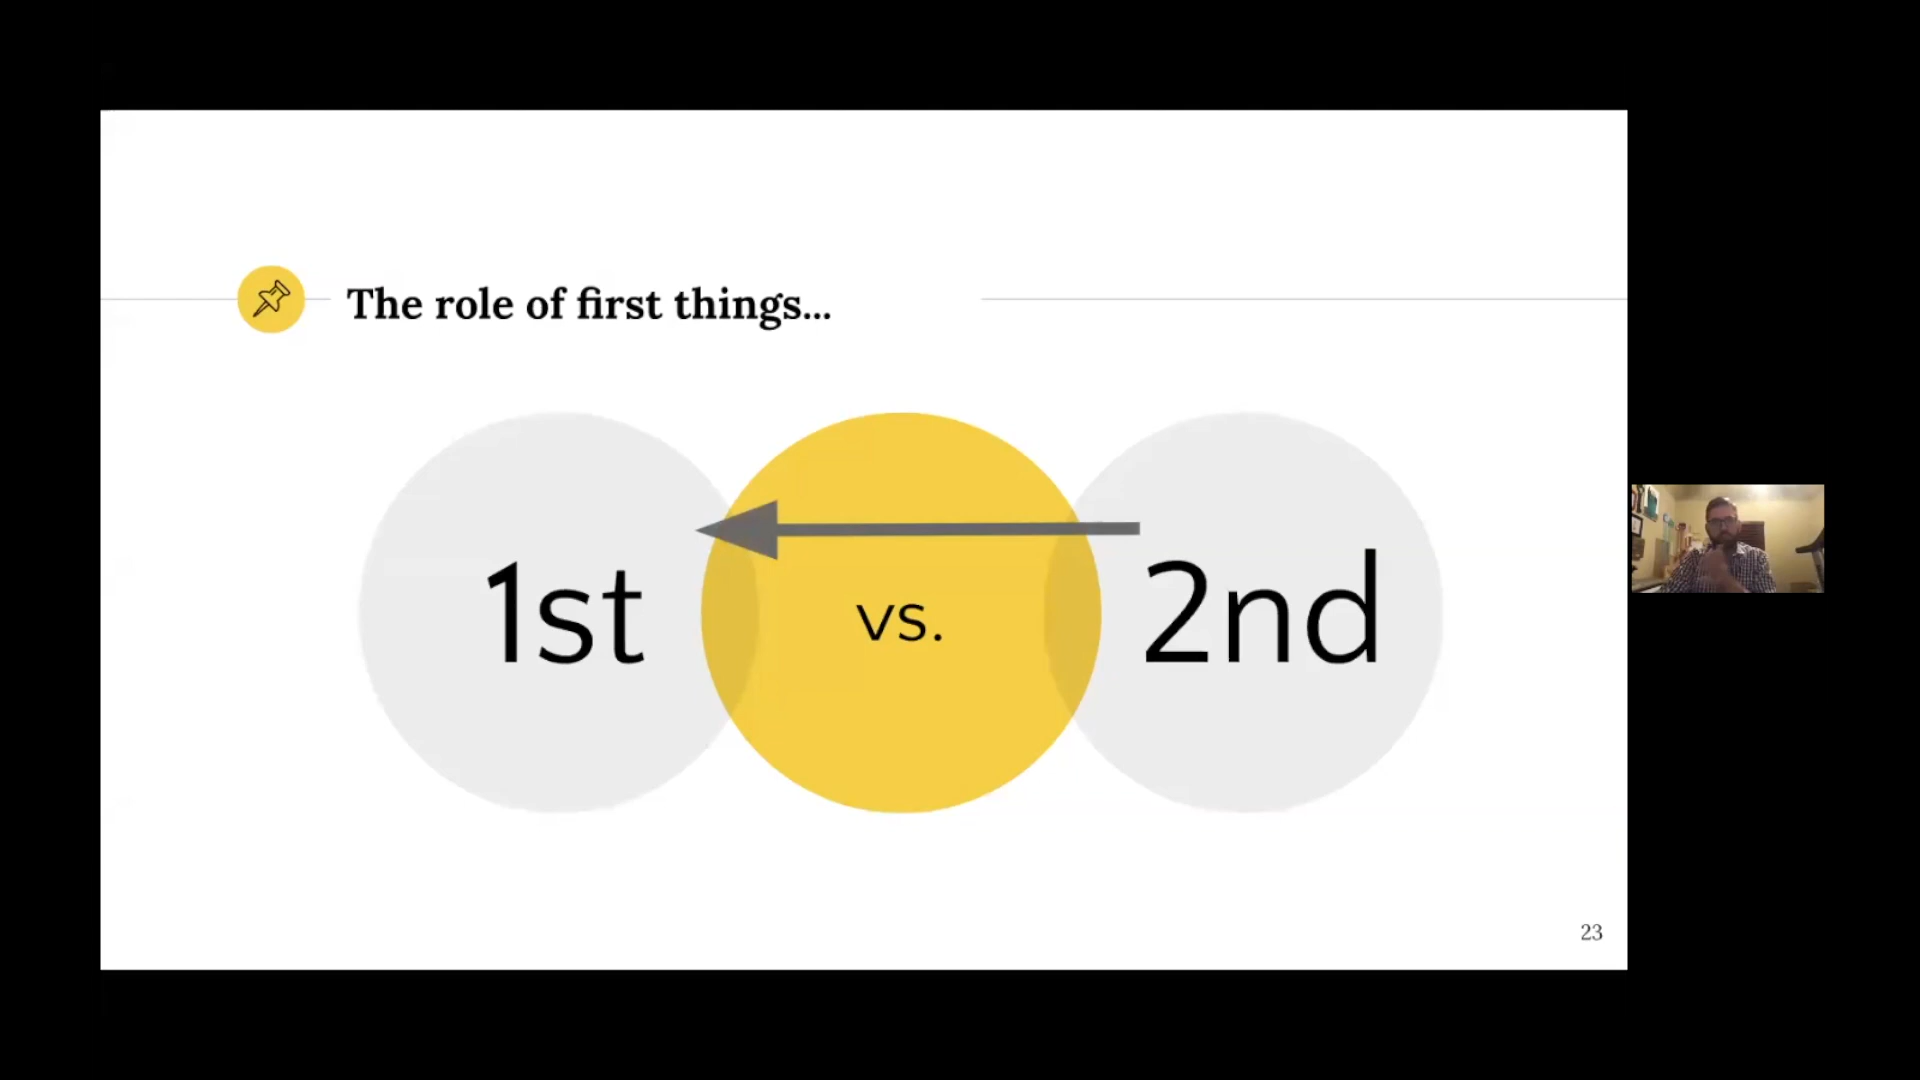 The role of first things...
1st
vs.
2nd
23